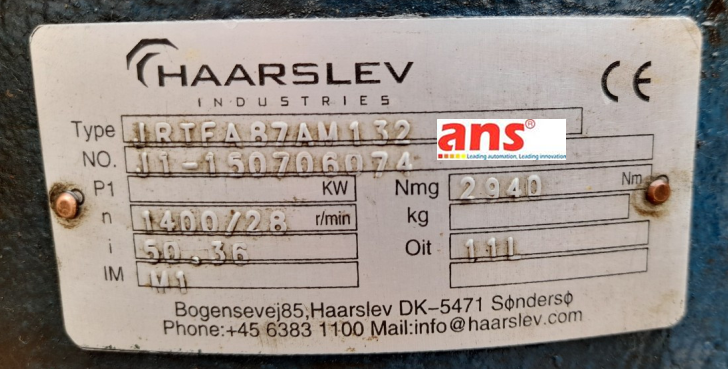 HAARSLEV
INDUSTRIES
CE
Type JRTFA87AM132
NO. J1-150706074
ans®
Leading automation, Leading innovation
P1 KW Nmg 2940 Nm
n 1400/28 r/min kg
i 50,36 Oit 11L
IM M1
Bogensevej85,Haarslev DK-5471 Søndersø
Phone:+45 6383 1100 Mail:info@haarslev.com